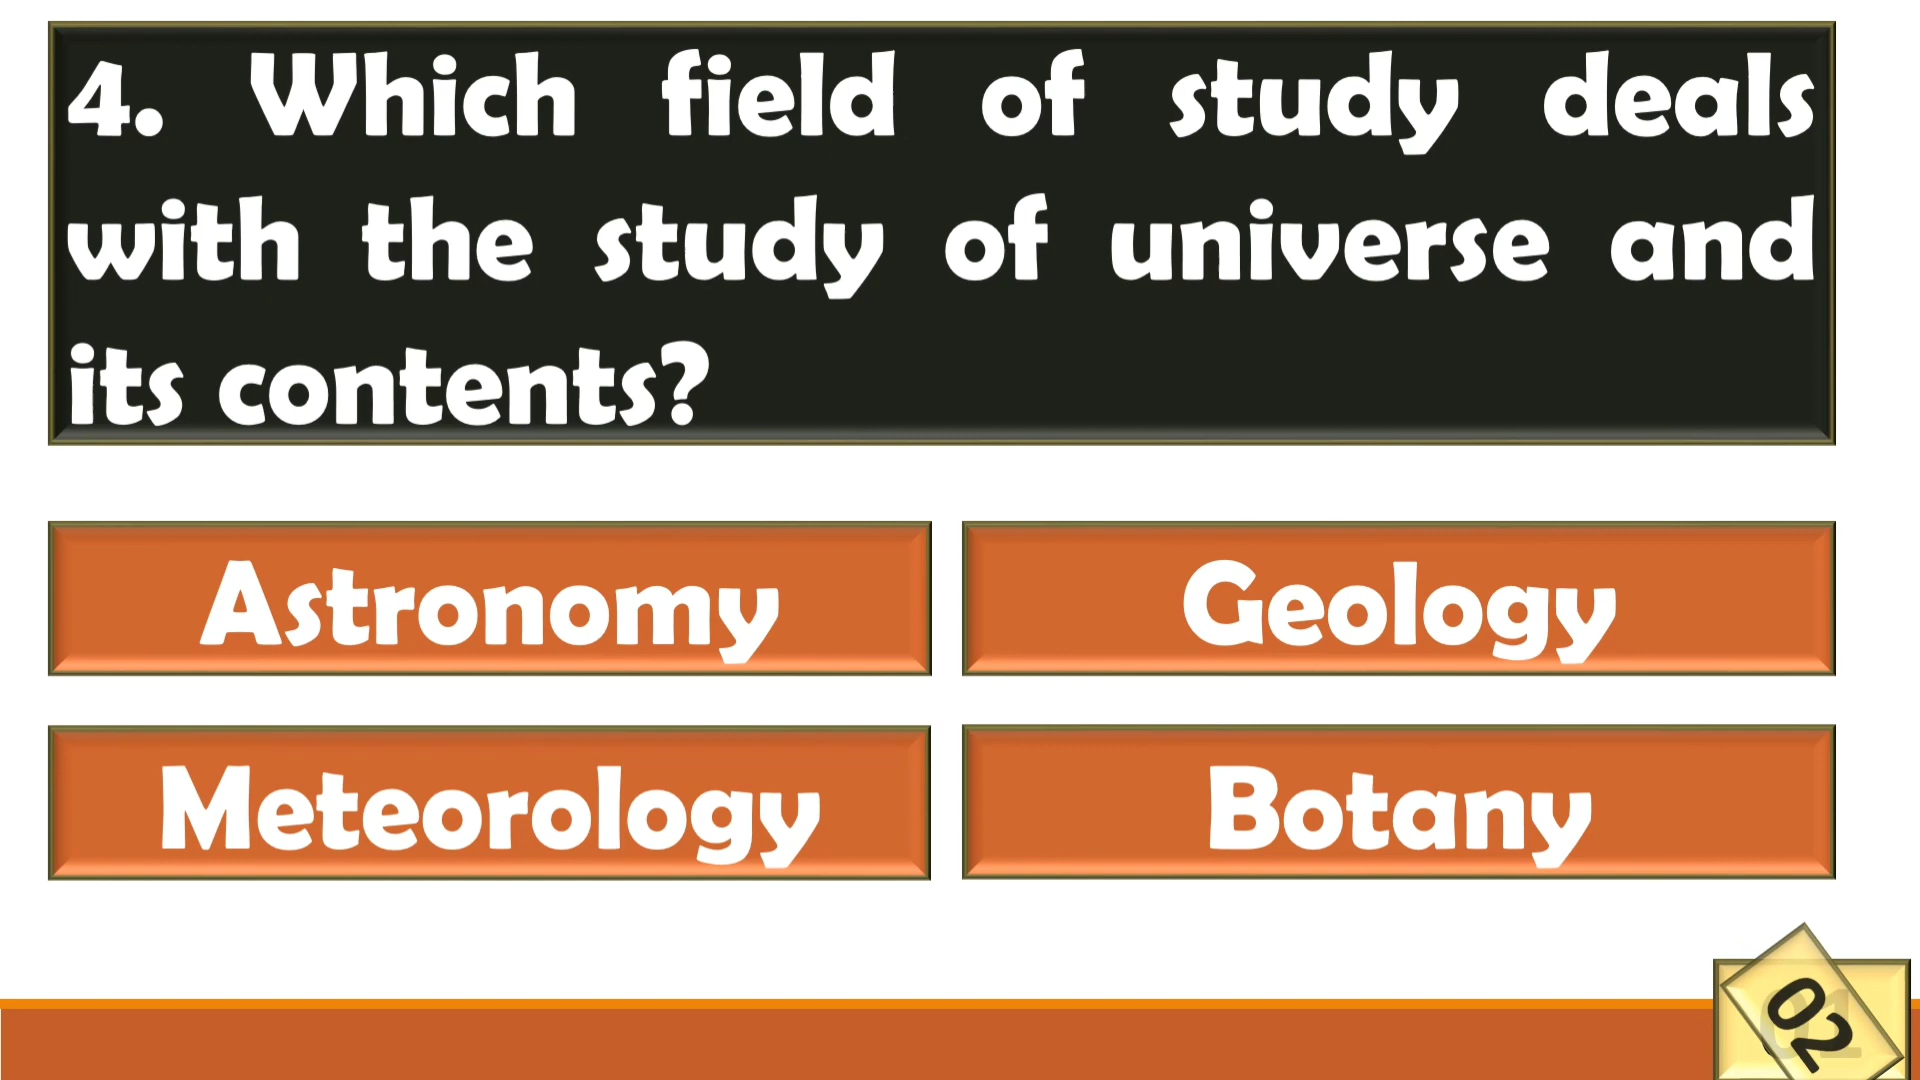 4. Which field of study deals
with the study of universe and
its contents?
Astronomy
Geology
Meteorology
Botany
02